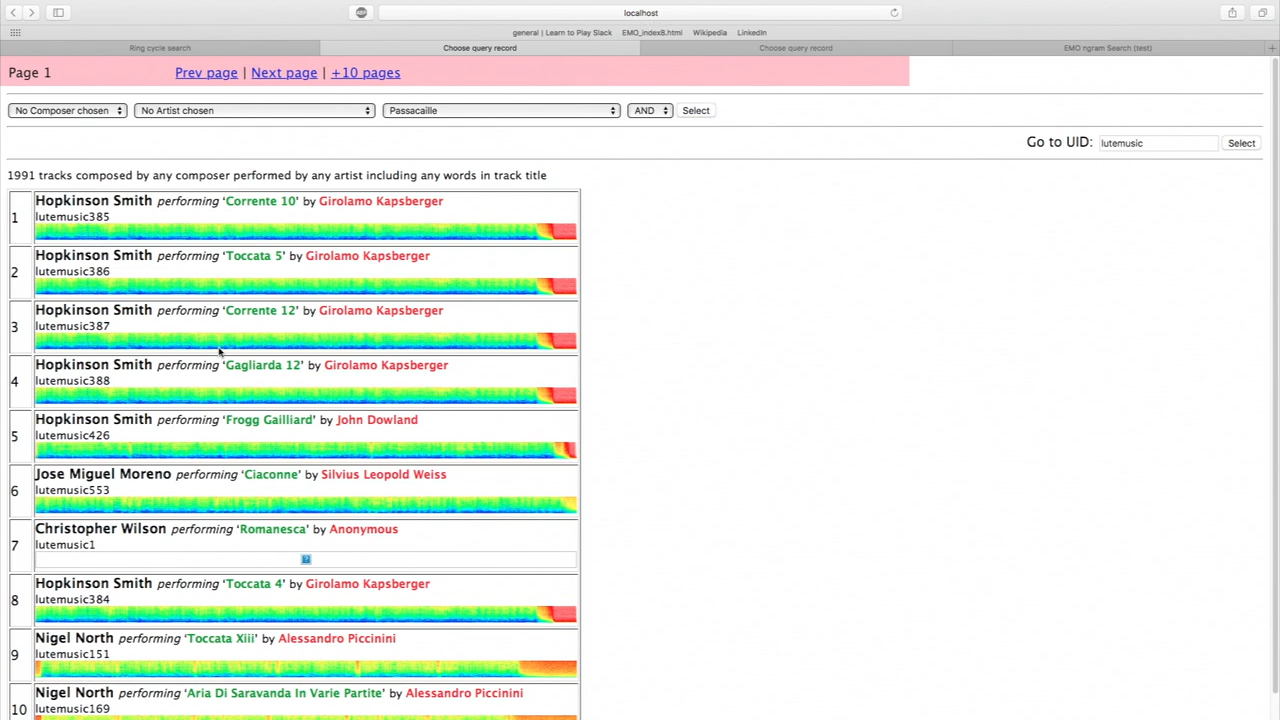 localhost
general | Learn to Play Slack EMO_index8.html Wikipedia LinkedIn
Ring cycle search Choose query record Choose query record EMO ngram Search (test)
Page 1 Prev page | Next page | +10 pages
No Composer chosen No Artist chosen Passacaille AND Select
Go to UID: lutemusic Select
1991 tracks composed by any composer performed by any artist including any words in track title
1 Hopkinson Smith performing ‘Corrente 10’ by Girolamo Kapsberger
lutemusic385
2 Hopkinson Smith performing ‘Toccata 5’ by Girolamo Kapsberger
lutemusic386
3 Hopkinson Smith performing ‘Corrente 12’ by Girolamo Kapsberger
lutemusic387
4 Hopkinson Smith performing ‘Gagliarda 12’ by Girolamo Kapsberger
lutemusic388
5 Hopkinson Smith performing ‘Frogg Gailliard’ by John Dowland
lutemusic426
6 Jose Miguel Moreno performing ‘Ciaconne’ by Silvius Leopold Weiss
lutemusic553
7 Christopher Wilson performing ‘Romanesca’ by Anonymous
lutemusic1
8 Hopkinson Smith performing ‘Toccata 4’ by Girolamo Kapsberger
lutemusic384
9 Nigel North performing ‘Toccata Xiii’ by Alessandro Piccinini
lutemusic151
10 Nigel North performing ‘Aria Di Saravanda In Varie Partite’ by Alessandro Piccinini
lutemusic169